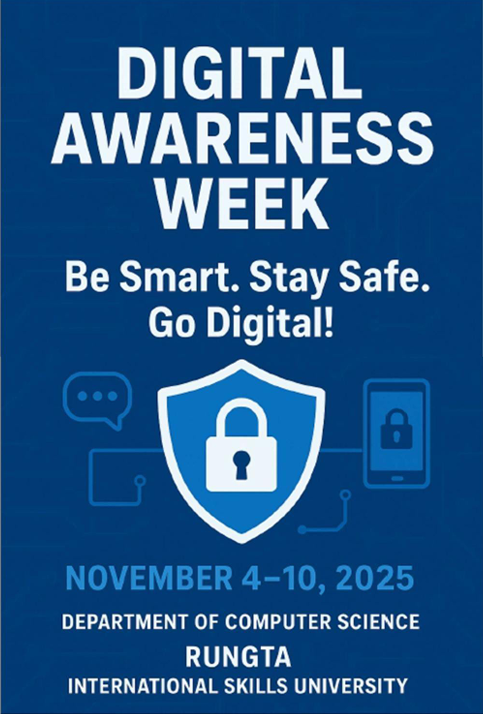 DIGITAL
AWARENESS
WEEK
Be Smart. Stay Safe.
Go Digital!
NOVEMBER 4–10, 2025
DEPARTMENT OF COMPUTER SCIENCE
RUNGTA
INTERNATIONAL SKILLS UNIVERSITY